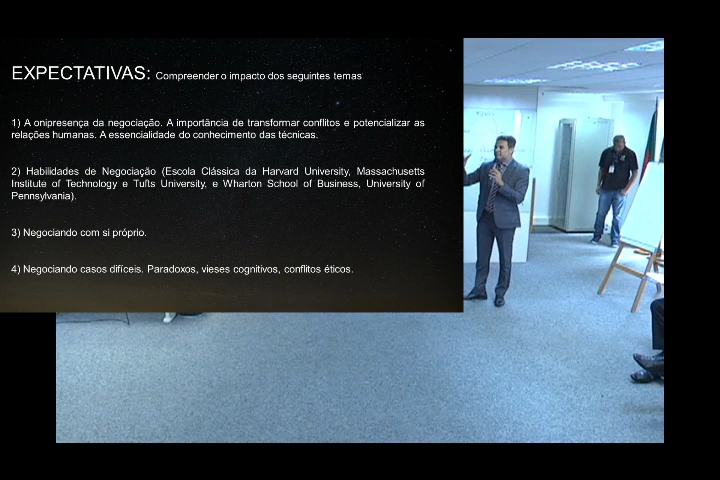 EXPECTATIVAS: Compreender o impacto dos seguintes temas
1) A onipresença da negociação. A importância de transformar conflitos e potencializar as
relações humanas. A essencialidade do conhecimento das técnicas.
2) Habilidades de Negociação (Escola Clássica da Harvard University, Massachusetts
Institute of Technology e Tufts University, e Wharton School of Business, University of
Pennsylvania).
3) Negociando com si próprio.
4) Negociando casos difíceis. Paradoxos, vieses cognitivos, conflitos éticos.